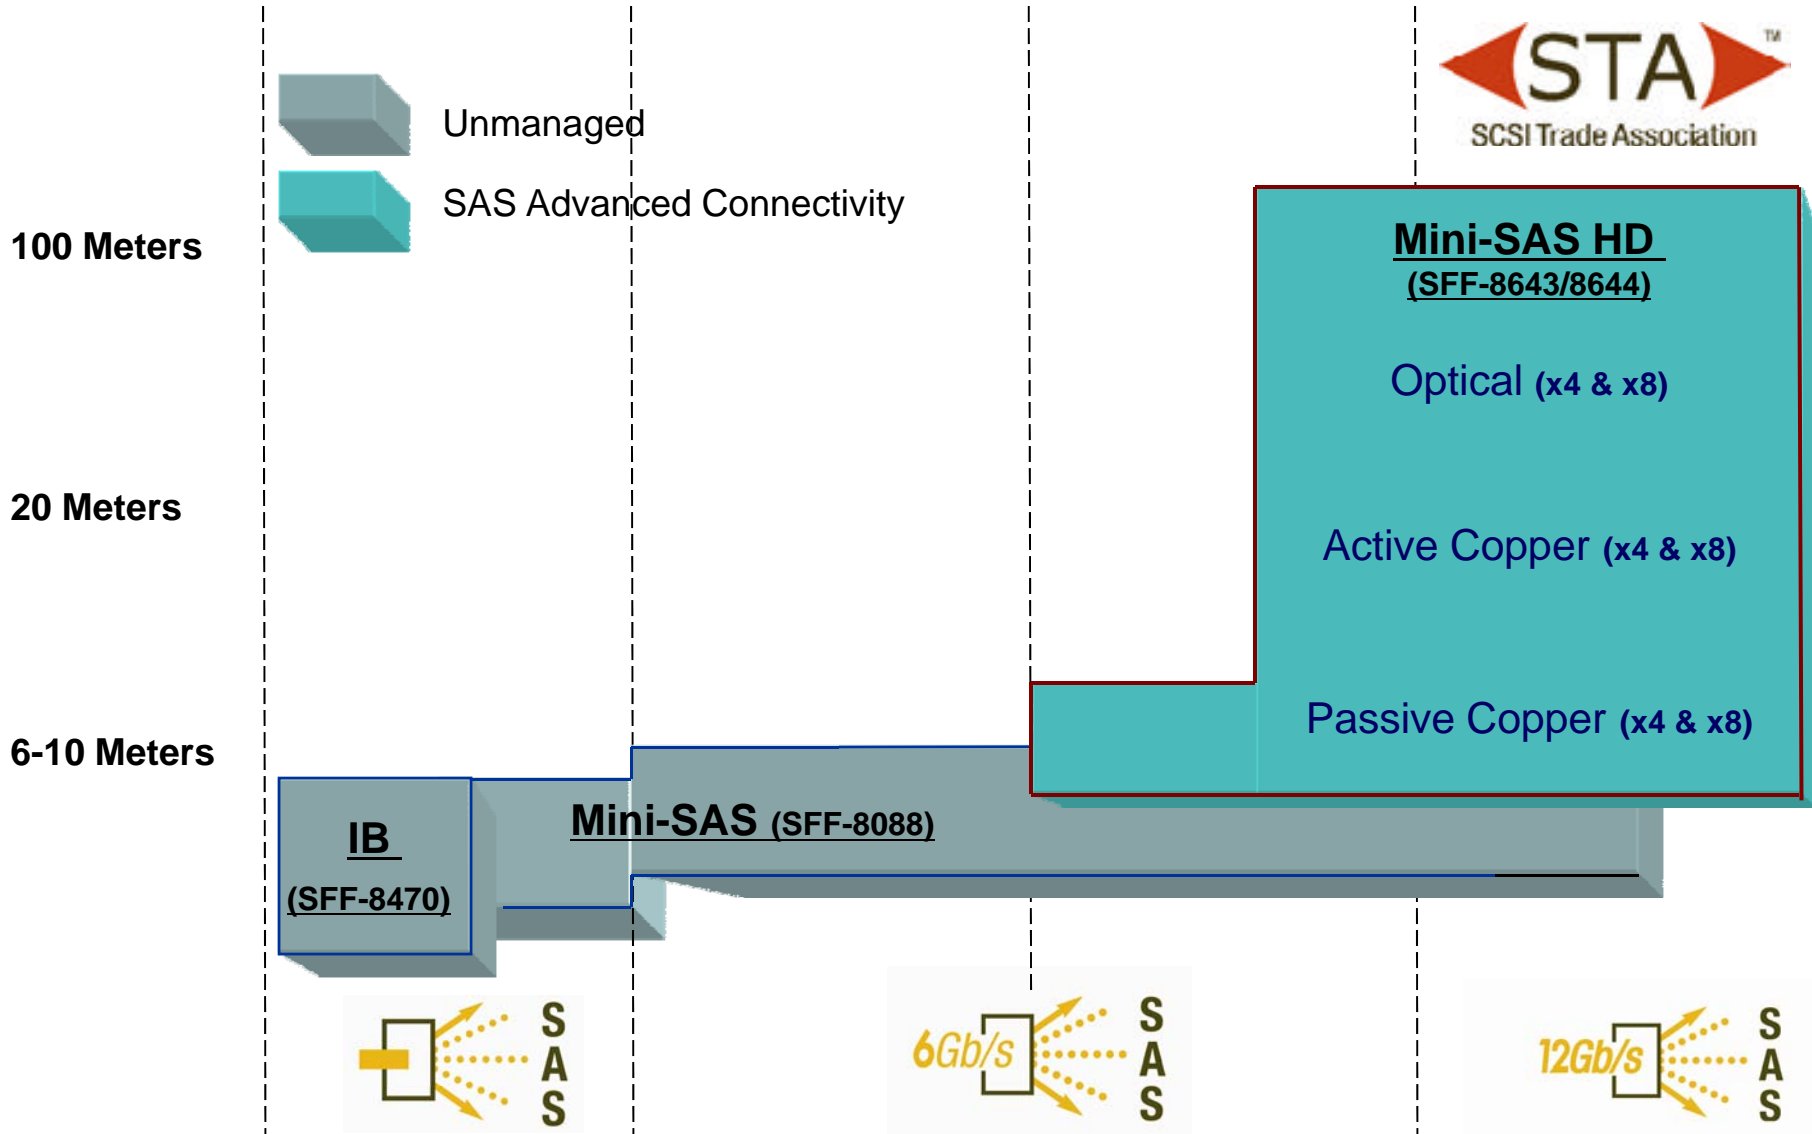 STA
TM
SCSI Trade Association
Unmanaged
SAS Advanced Connectivity
100 Meters
20 Meters
6-10 Meters
Mini-SAS HD
(SFF-8643/8644)
Optical (x4 & x8)
Active Copper (x4 & x8)
Passive Copper (x4 & x8)
IB
(SFF-8470)
Mini-SAS (SFF-8088)
SAS
6Gb/s SAS
12Gb/s SAS